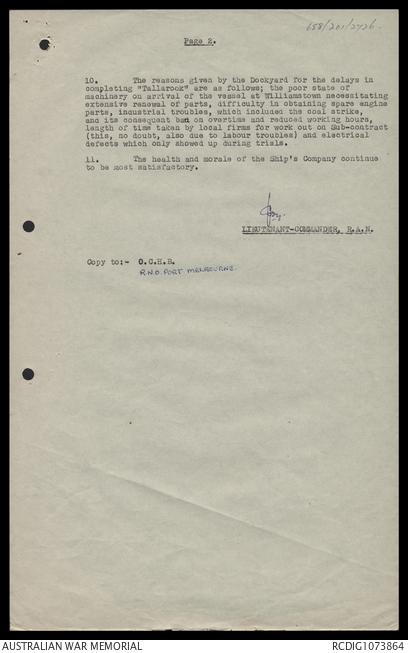 658/201/2726
Page 2.
10. The reasons given by the Dockyard for the delays in
completing "Tallarook" are as follows; the poor state of
machinery on arrival of the vessel at Williamstown necessitating
extensive renewal of parts, difficulty in obtaining spare engine
parts, industrial troubles, which included the coal strike,
and its consequent ban on overtime and reduced working hours,
length of time taken by local firms for work out on Sub-contract
(this, no doubt, also due to labour troubles) and electrical
defects which only showed up during trials.
11. The health and morale of the Ship's Company continue
to be most satisfactory.
LIEUTENANT-COMMANDER, R.A.N.
Copy to:- O.C.H.B.
R.N.O. PORT MELBOURNE.
AUSTRALIAN WAR MEMORIAL
RCDIG1073864